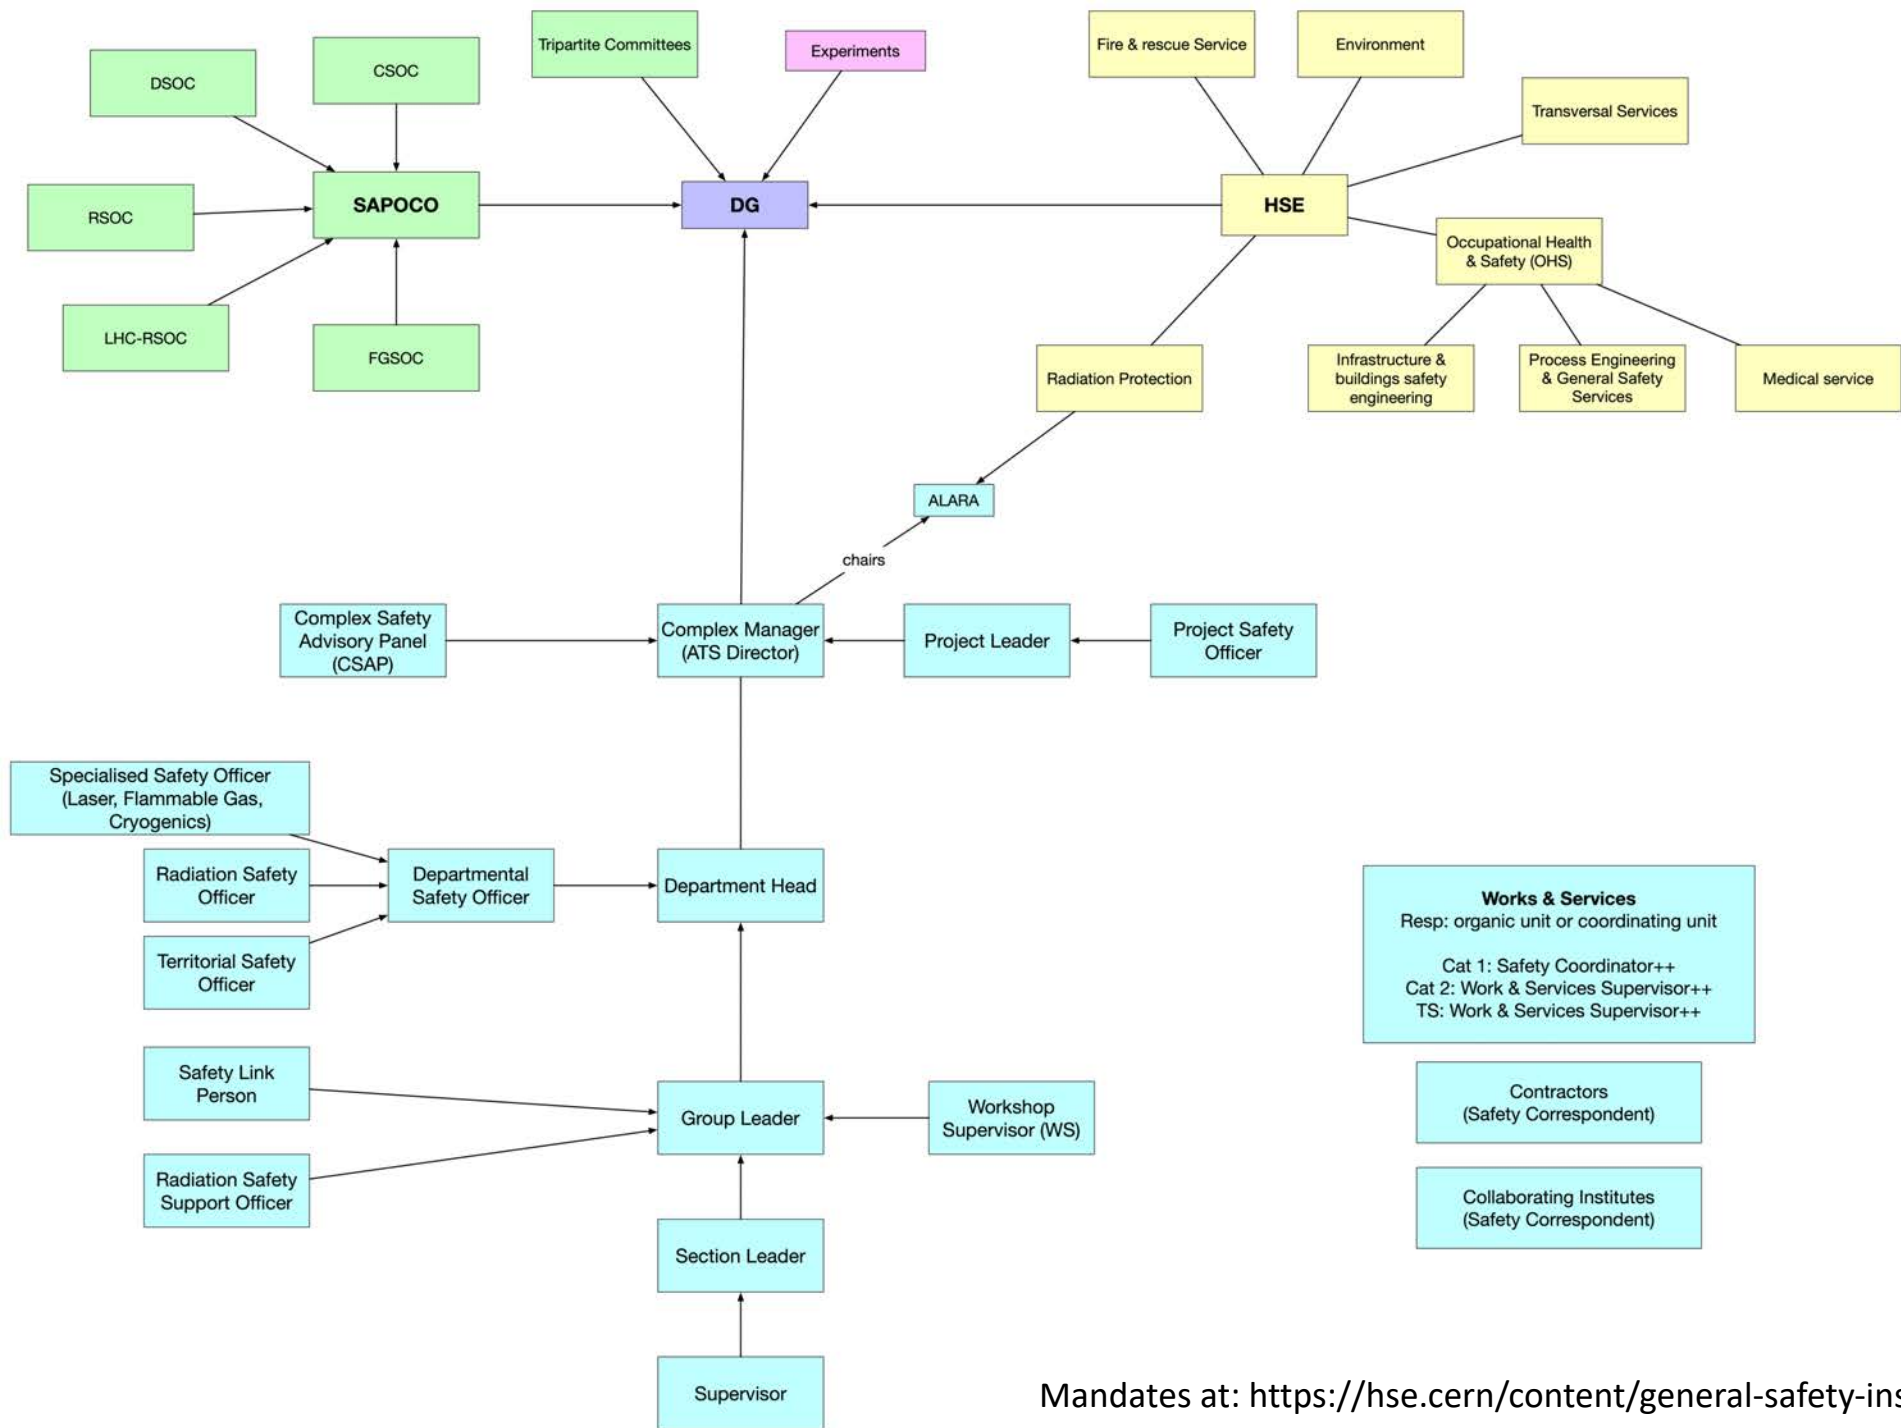 Tripartite Committees
Experiments
Fire & rescue Service
Environment
DSOC
CSOC
Transversal Services
RSOC
SAPOCO
DG
HSE
Occupational Health
& Safety (OHS)
LHC-RSOC
FGSOC
Radiation Protection
Infrastructure &
buildings safety
engineering
Process Engineering
& General Safety
Services
Medical service
ALARA
chairs
Complex Safety
Advisory Panel
(CSAP)
Complex Manager
(ATS Director)
Project Leader
Project Safety
Officer
Specialised Safety Officer
(Laser, Flammable Gas,
Cryogenics)
Radiation Safety
Officer
Departmental
Safety Officer
Department Head
Territorial Safety
Officer
Works & Services
Resp: organic unit or coordinating unit
Cat 1: Safety Coordinator++
Cat 2: Work & Services Supervisor++
TS: Work & Services Supervisor++
Safety Link
Person
Group Leader
Workshop
Supervisor (WS)
Contractors
(Safety Correspondent)
Radiation Safety
Support Officer
Collaborating Institutes
(Safety Correspondent)
Section Leader
Supervisor
Mandates at: https://hse.cern/content/general-safety-ins